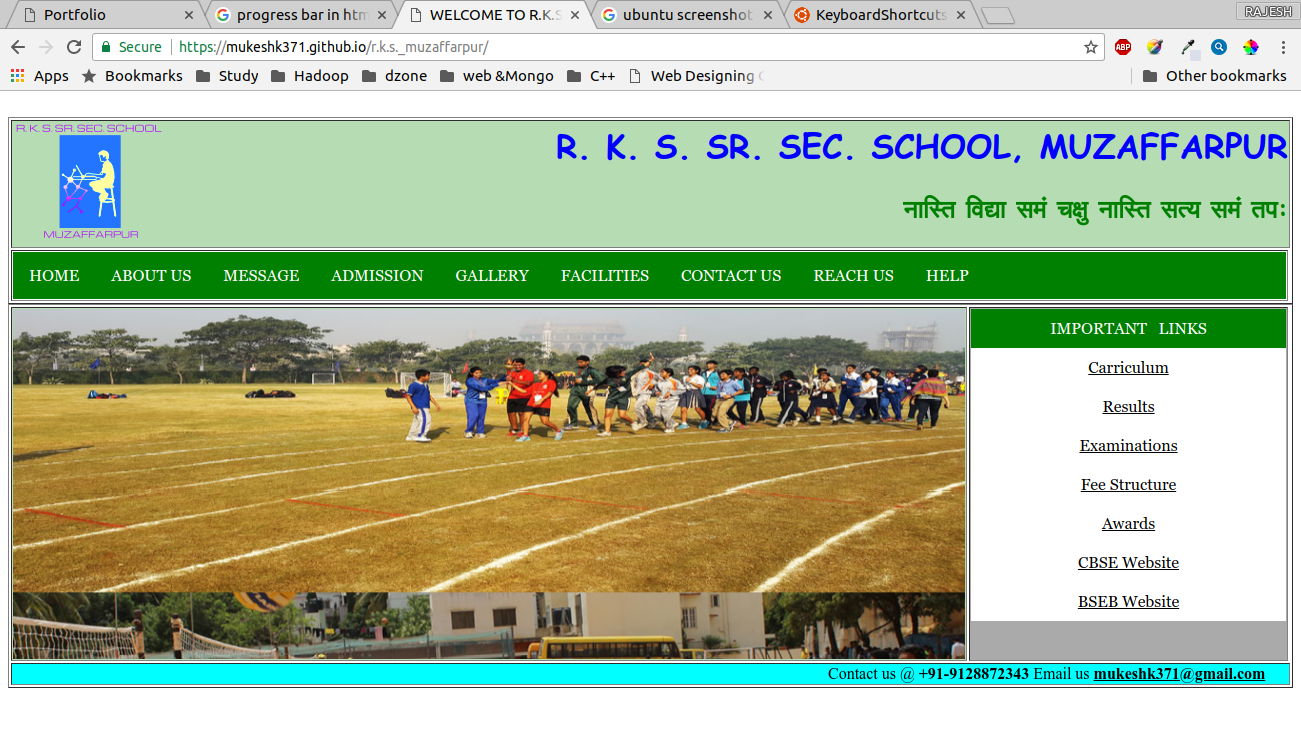 Portfolio
progress bar in htm
WELCOME TO R.K.S
ubuntu screenshot
KeyboardShortcuts
RAJESH
Secure
https://mukeshk371.github.io/r.k.s._muzaffarpur/
ABP
Apps
Bookmarks
Study
Hadoop
dzone
web &Mongo
C++
Web Designing
Other bookmarks
R.K.S.SR.SEC.SCHOOL
MUZAFFARPUR
R. K. S. SR. SEC. SCHOOL, MUZAFFARPUR
नास्ति विद्या समं चक्षु नास्ति सत्य समं तपः
HOME ABOUT US MESSAGE ADMISSION GALLERY FACILITIES CONTACT US REACH US HELP
IMPORTANT LINKS
Carriculum
Results
Examinations
Fee Structure
Awards
CBSE Website
BSEB Website
Contact us @ +91-9128872343 Email us mukeshk371@gmail.com